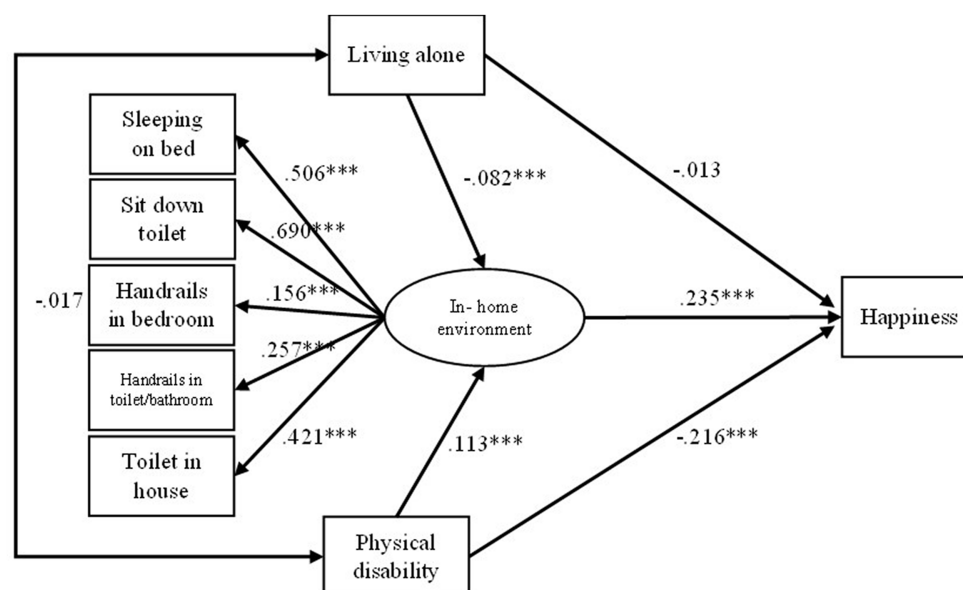 Living alone
Sleeping
on bed
.506***
-.082***
-.013
Sit down
toilet
.690***
-.017
Handrails
in bedroom
.156***
In- home
environment
.235***
Happiness
Handrails in
toilet/bathroom
.257***
Toilet in
house
.421***
.113***
-.216***
Physical
disability